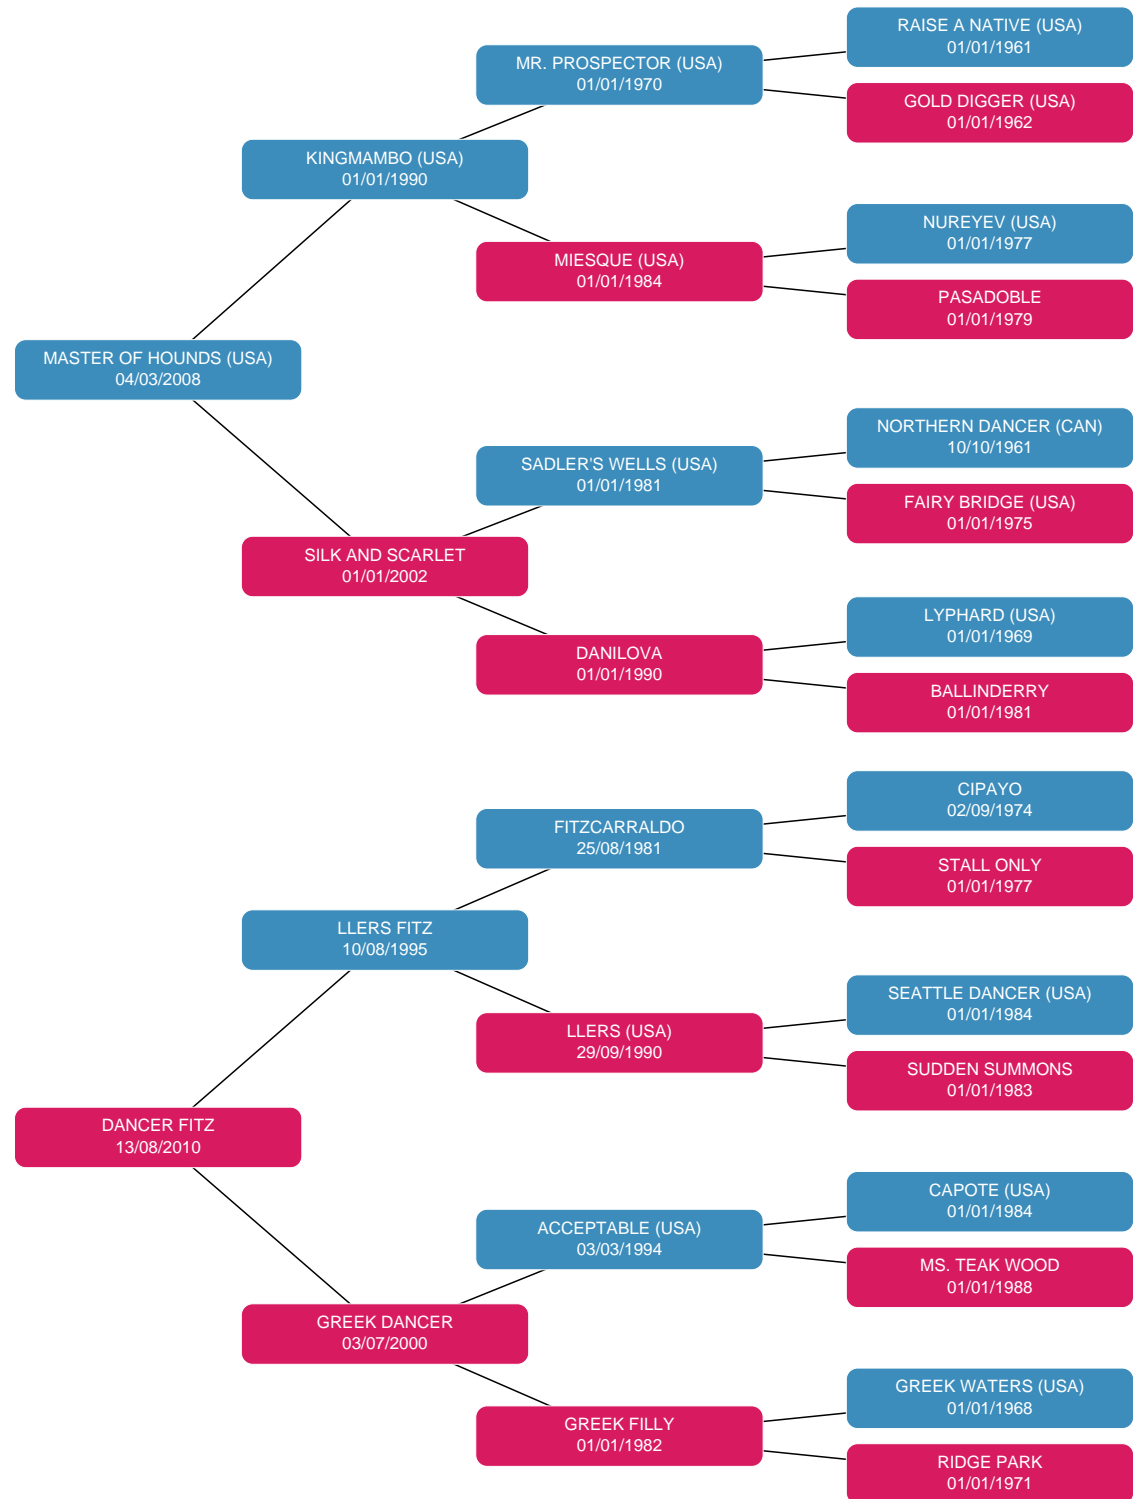 RAISE A NATIVE (USA)
01/01/1961
MR. PROSPECTOR (USA)
01/01/1970
GOLD DIGGER (USA)
01/01/1962
KINGMAMBO (USA)
01/01/1990
NUREYEV (USA)
01/01/1977
MIESQUE (USA)
01/01/1984
PASADOBLE
01/01/1979
MASTER OF HOUNDS (USA)
04/03/2008
NORTHERN DANCER (CAN)
10/10/1961
SADLER'S WELLS (USA)
01/01/1981
FAIRY BRIDGE (USA)
01/01/1975
SILK AND SCARLET
01/01/2002
LYPHARD (USA)
01/01/1969
DANILOVA
01/01/1990
BALLINDERRY
01/01/1981
CIPAYO
02/09/1974
FITZCARRALDO
25/08/1981
STALL ONLY
01/01/1977
LLERS FITZ
10/08/1995
SEATTLE DANCER (USA)
01/01/1984
LLERS (USA)
29/09/1990
SUDDEN SUMMONS
01/01/1983
DANCER FITZ
13/08/2010
CAPOTE (USA)
01/01/1984
ACCEPTABLE (USA)
03/03/1994
MS. TEAK WOOD
01/01/1988
GREEK DANCER
03/07/2000
GREEK WATERS (USA)
01/01/1968
GREEK FILLY
01/01/1982
RIDGE PARK
01/01/1971